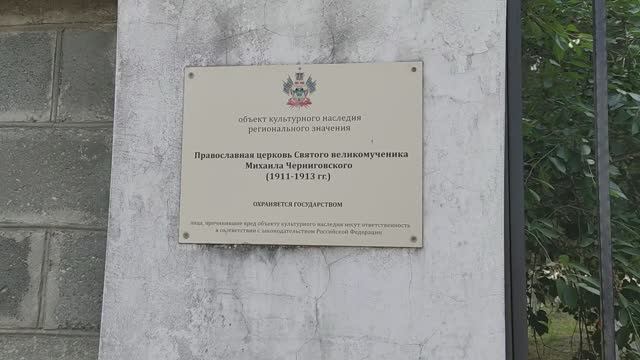 объект культурного наследия
регионального значения
Православная церковь Святого великомученика
Михаила Черниговского
(1911-1913 гг.)
ОХРАНЯЕТСЯ ГОСУДАРСТВОМ
лица, причинившие вред объекту культурного наследия несут ответственность
в соответствии с законодательством Российской Федерации